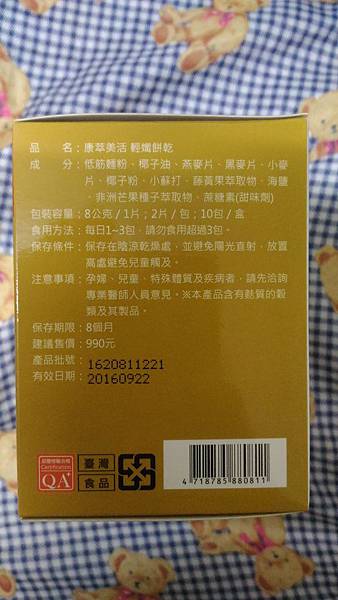 品　　名：康萃美活 輕孅餅乾
成　　分：低筋麵粉、椰子油、燕麥片、黑麥片、小麥
片、椰子粉、小蘇打、藤黃果萃取物、海鹽
、非洲芒果種子萃取物、蔗糖素(甜味劑)
包裝容量：8公克/1片；2片/包；10包/盒
食用方法：每日1~3包，請勿食用超過3包。
保存條件：保存在陰涼乾燥處，並避免陽光直射，放置
高處避免兒童觸及。
注意事項：孕婦、兒童、特殊體質及疾病者，請先洽詢
專業醫師人員意見。※本產品含有麩質的穀
類及其製品。
保存期限：8個月
建議售價：990元
產品批號：1620811221
有效日期：20160922
Certification
QA+
臺灣
食品
4 718785 880811